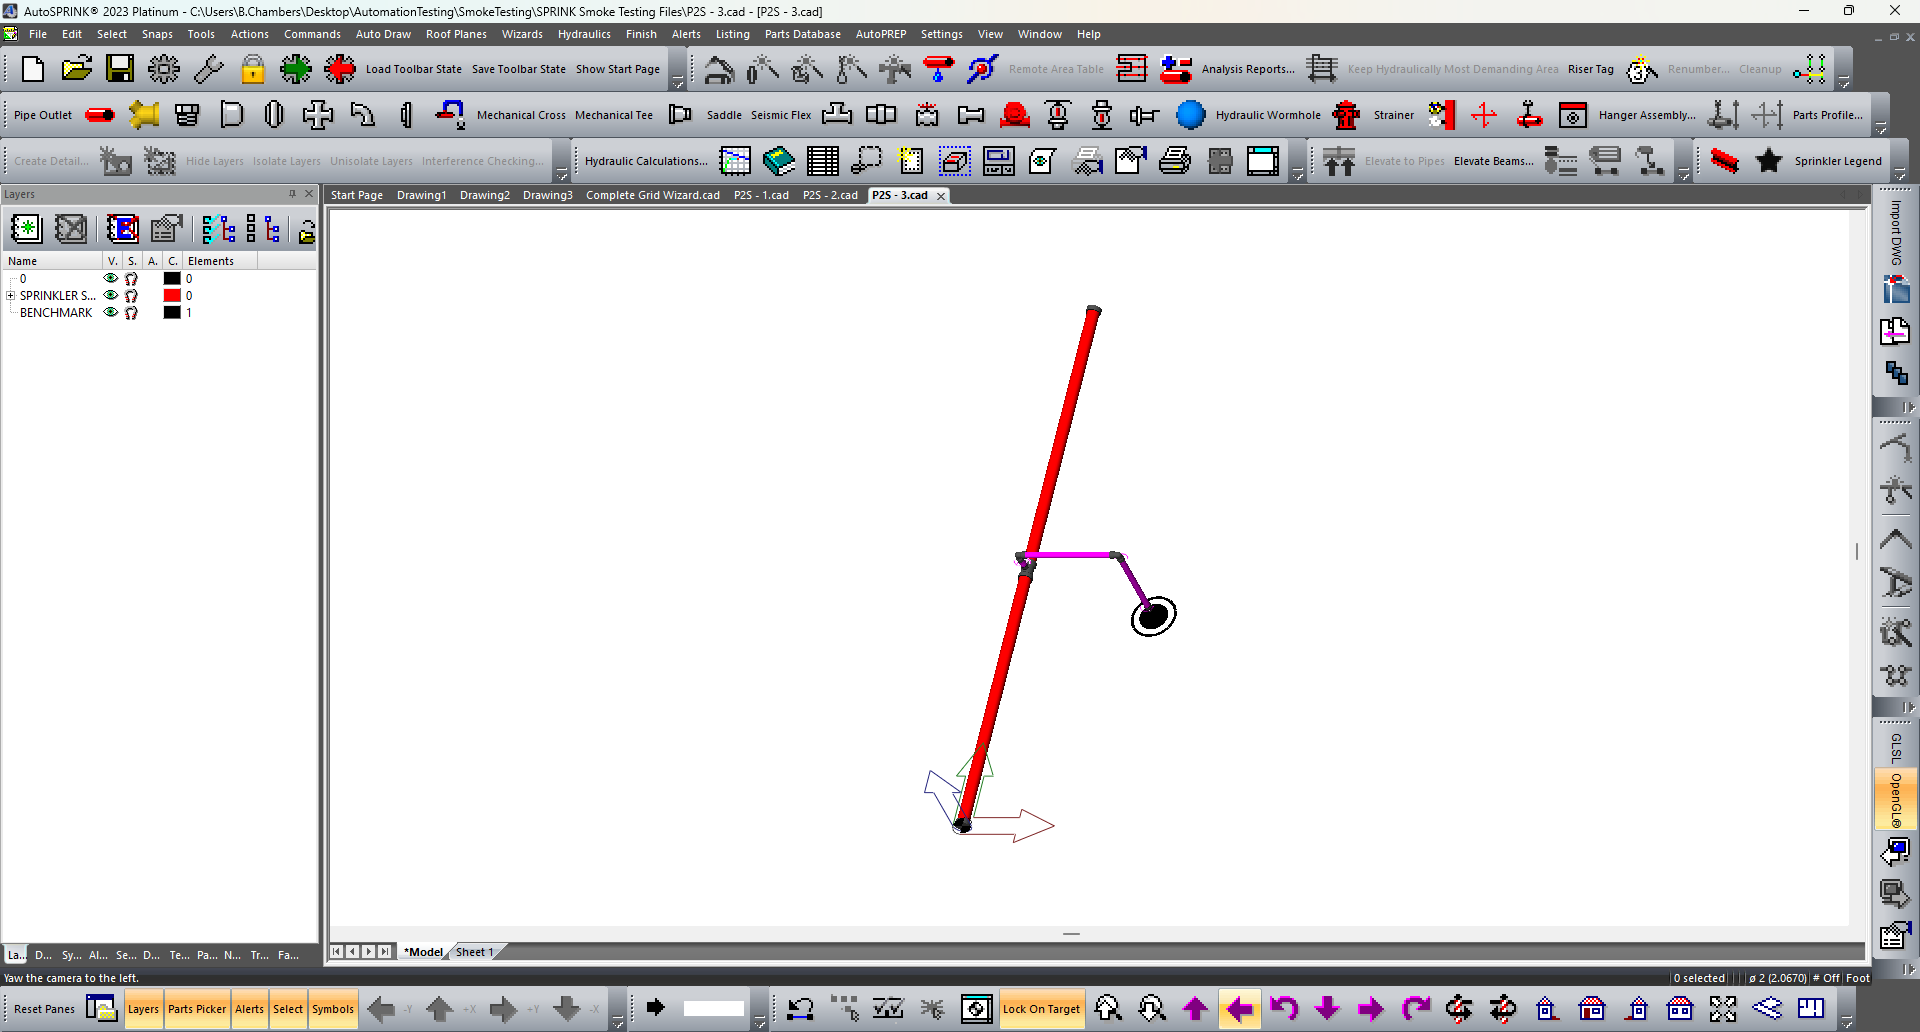 AutoSPRINK® 2023 Platinum - C:\Users\B.Chambers\Desktop\AutomationTesting\SmokeTesting\SPRINK Smoke Testing Files\P2S - 3.cad - [P2S - 3.cad]
File Edit Select Snaps Tools Actions Commands Auto Draw Roof Planes Wizards Hydraulics Finish Alerts Listing Parts Database AutoPREP Settings View Window Help
Load Toolbar State Save Toolbar State Show Start Page Remote Area Table Analysis Reports... Keep Hydraulically Most Demanding Area Riser Tag Renumber... Cleanup
Pipe Outlet Mechanical Cross Mechanical Tee Saddle Seismic Flex Hydraulic Wormhole Strainer Hanger Assembly... Parts Profile...
Create Detail... Hide Layers Isolate Layers Unisolate Layers Interference Checking... Hydraulic Calculations... Elevate to Pipes Elevate Beams... Sprinkler Legend
Layers
Start Page Drawing1 Drawing2 Drawing3 Complete Grid Wizard.cad P2S - 1.cad P2S - 2.cad P2S - 3.cad
Name V. S. A. C. Elements
0 0
SPRINKLER S... 0
BENCHMARK 1
Import DWG
GLSL
OpenGL®
*Model Sheet 1
La... D... Sy... Al... Se... D... Te... Pa... N... Tr... Fa...
Yaw the camera to the left. 0 selected ø 2 (2.0670) # Off Foot
Reset Panes Layers Parts Picker Alerts Select Symbols -Y +X +Y -X Lock On Target